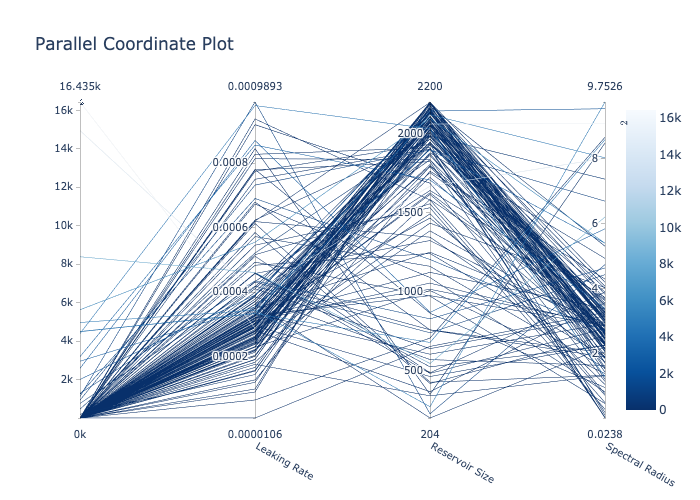 Parallel Coordinate Plot
16.435k 0.0009893 2200 9.7526
16k 16k
14k 0.0008 2000 8 2 14k
12k 12k
10k 0.0006 1500 6 10k
8k 8k
6k 0.0004 1000 4 6k
4k 4k
2k 0.0002 500 2 2k
0
0k 0.0000106 204 0.0238
Leaking Rate Reservoir Size Spectral Radius